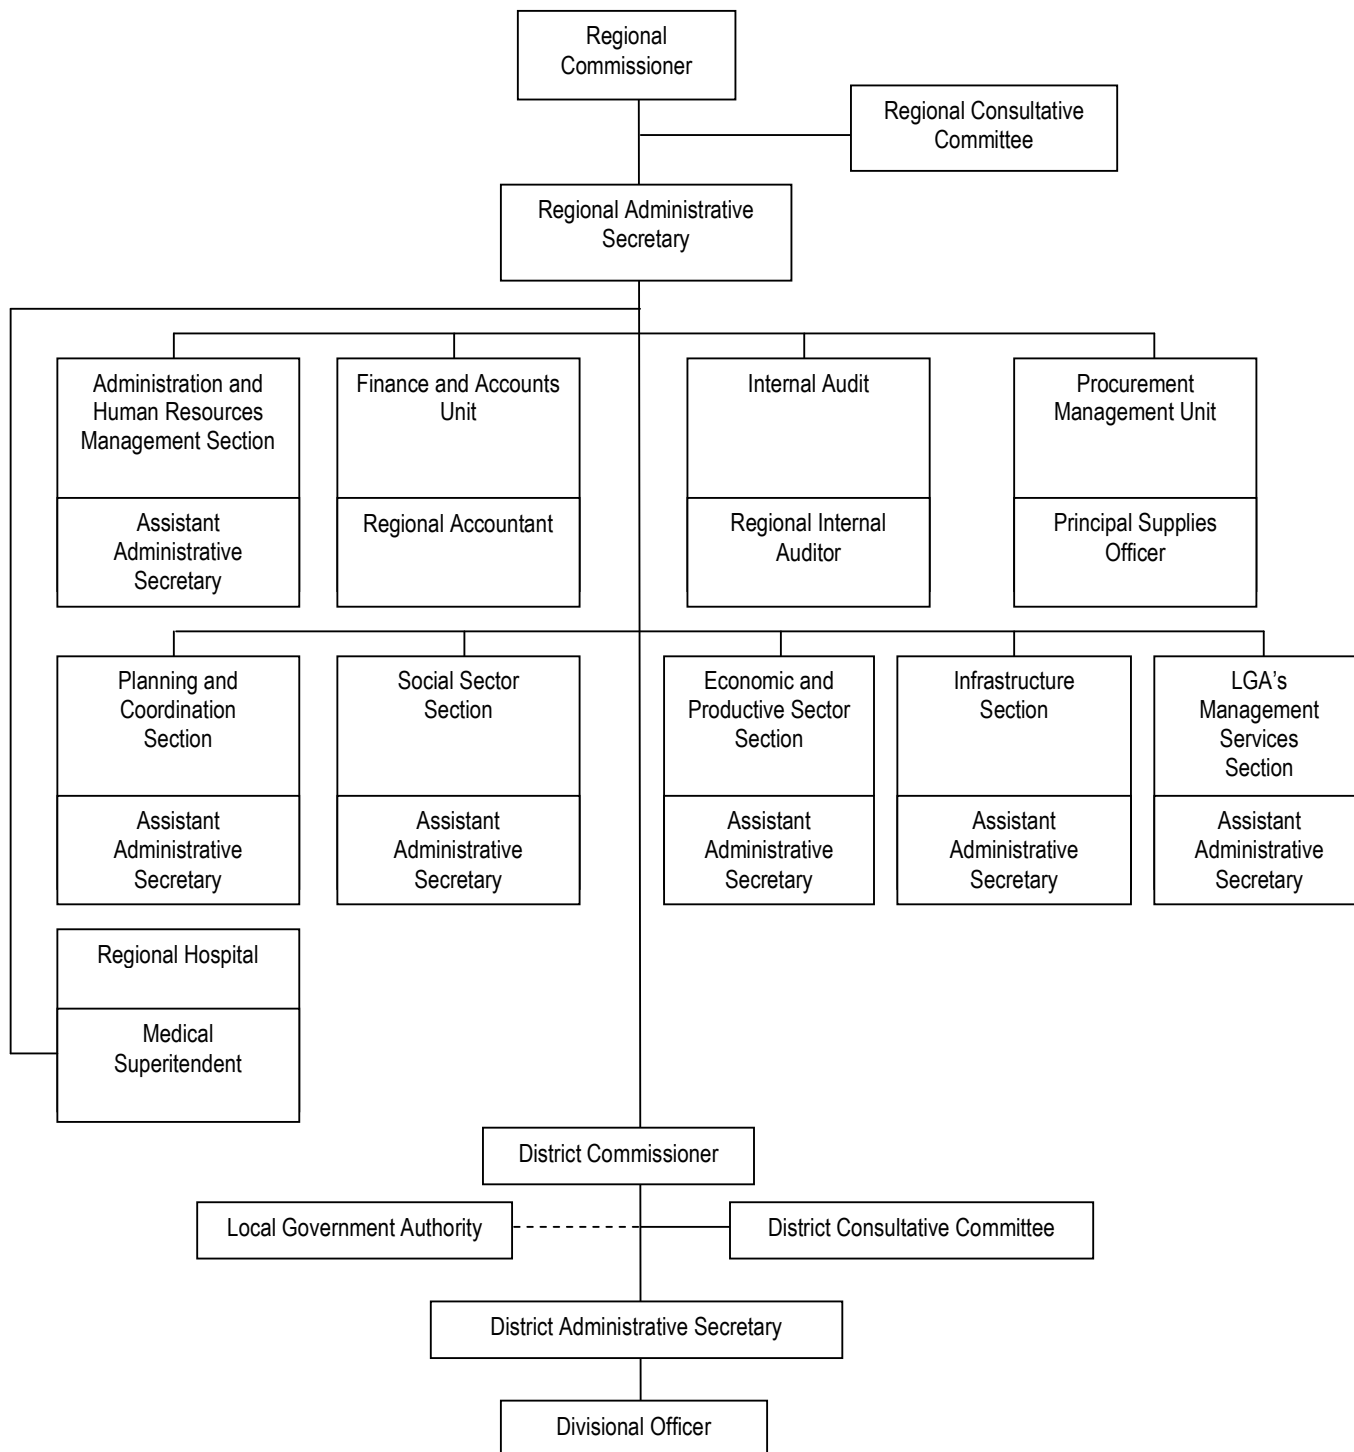 Regional
Commissioner
Regional Consultative
Committee
Regional Administrative
Secretary
Administration and
Human Resources
Management Section
Assistant
Administrative
Secretary
Finance and Accounts
Unit
Regional Accountant
Internal Audit
Regional Internal
Auditor
Procurement
Management Unit
Principal Supplies
Officer
Planning and
Coordination
Section
Assistant
Administrative
Secretary
Social Sector
Section
Assistant
Administrative
Secretary
Economic and
Productive Sector
Section
Assistant
Administrative
Secretary
Infrastructure
Section
Assistant
Administrative
Secretary
LGA's
Management
Services
Section
Assistant
Administrative
Secretary
Regional Hospital
Medical
Superitendent
District Commissioner
Local Government Authority
District Consultative Committee
District Administrative Secretary
Divisional Officer